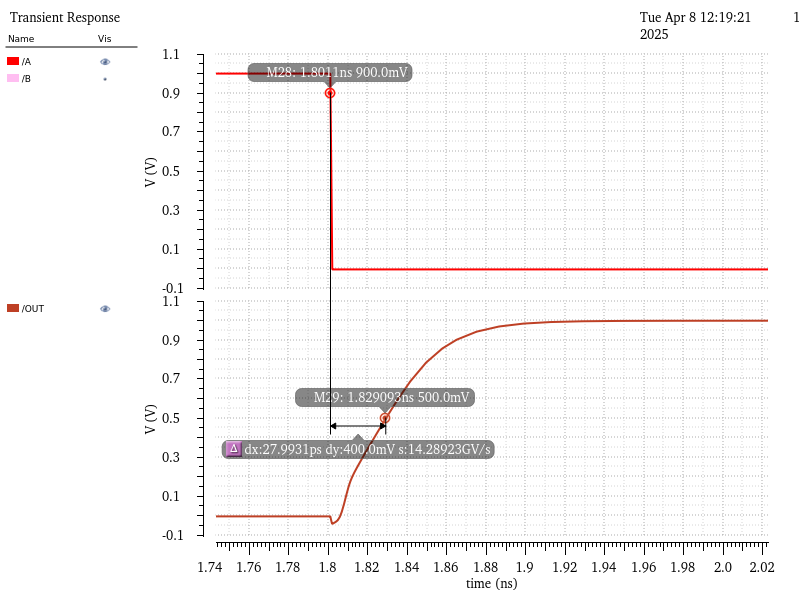 Transient Response
Tue Apr 8 12:19:21
2025
1
Name
Vis
/A
/B
/OUT
1.1
0.9
0.7
0.5
0.3
0.1
-0.1
V (V)
M28: 1.8011ns 900.0mV
1.1
0.9
0.7
0.5
0.3
0.1
-0.1
V (V)
M29: 1.829093ns 500.0mV
Δ dx:27.9931ps dy:400.0mV s:14.28923GV/s
1.74 1.76 1.78 1.8 1.82 1.84 1.86 1.88 1.9 1.92 1.94 1.96 1.98 2.0 2.02
time (ns)